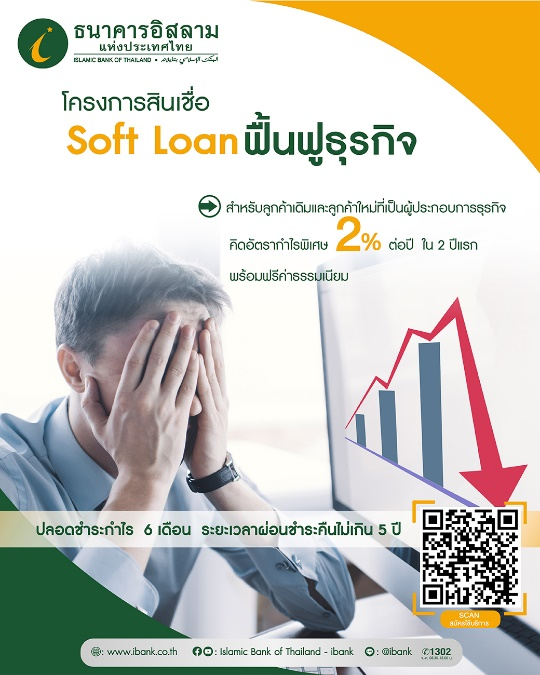 ธนาคารอิสลาม
แห่งประเทศไทย
ISLAMIC BANK OF THAILAND
โครงการสินเชื่อ
Soft Loan ฟื้นฟูธุรกิจ
สำหรับลูกค้าเดิมและลูกค้าใหม่ที่เป็นผู้ประกอบการธุรกิจ
คิดอัตรากำไรพิเศษ 2% ต่อปี ใน 2 ปีแรก
พร้อมฟรีค่าธรรมเนียม
ปลอดชำระกำไร 6 เดือน ระยะเวลาผ่อนชำระคืนไม่เกิน 5 ปี
SCAN
สมัครใช้บริการ
: www.ibank.co.th : Islamic Bank of Thailand - ibank : @ibank 1302